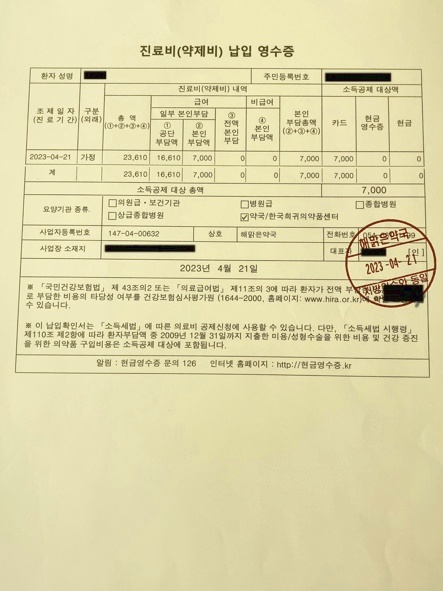 진료비(약제비) 납입 영수증
환자 성명 주민등록번호
조제일자 (진료기간) 구분 (외래) 진료비(약제비) 내역 소득공제 대상액
총 액 (①+②+③+④) 급여 비급여 본인 부담총액 (②+③+④) 카드 현금 영수증 현금
일부 본인부담 ③ 전액 본인 부담 ④ 본인 부담액
① 공단 부담액 ② 본인 부담액
2023-04-21 가정 23,610 16,610 7,000 0 0 7,000 7,000 0 0
계 23,610 16,610 7,000 0 0 7,000 7,000 0 0
소득공제 대상 총액 7,000
요양기관 종류. 의원급·보건기관 병원급 종합병원
상급종합병원 약국/한국희귀의약품센터
사업자등록번호 147-04-00632 상호 해맑은약국 전화번호
사업장 소재지 대표자 [인]
해맑은약국
2023-04-21
2023년 4월 21일
※ 「국민건강보험법」 제 43조의2 또는 「의료급여법」 제11조의 3에 따라 환자가 전액
로 부담한 비용의 타당성 여부를 건강보험심사평가원 (1644-2000, 홈페이지: www.hira.or.kr)에
수 있습니다.
※ 이 납입확인서는 「소득세법」에 따른 의료비 공제신청에 사용할 수 있습니다. 다만, 「소득세법 시행령」
제110조 제2항에 따라 환자부담액 중 2009년 12월 31일까지 지출한 미용/성형수술을 위한 비용 및 건강 증진
을 위한 의약품 구입비용은 소득공제 대상에 포함됩니다.
알림 : 현금영수증 문의 126 인터넷 홈페이지 : http://현금영수증.kr